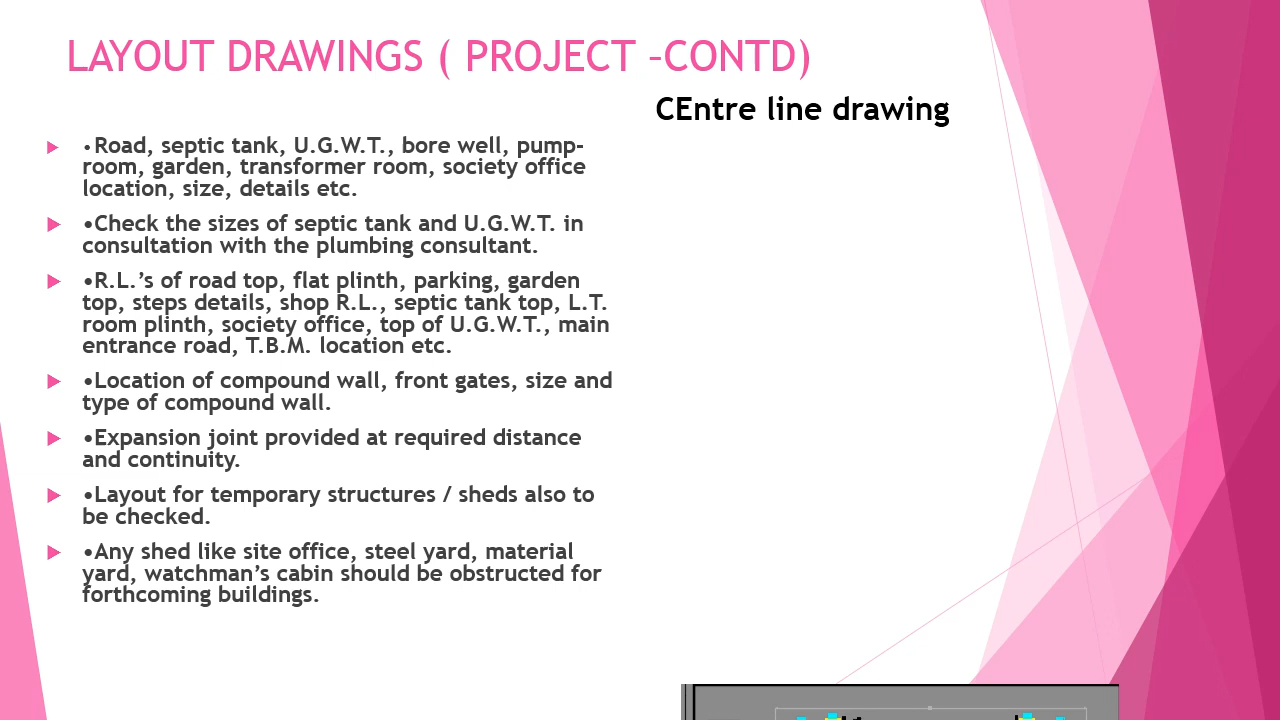 LAYOUT DRAWINGS ( PROJECT –CONTD)
CEntre line drawing
•Road, septic tank, U.G.W.T., bore well, pump-
room, garden, transformer room, society office
location, size, details etc.
•Check the sizes of septic tank and U.G.W.T. in
consultation with the plumbing consultant.
•R.L.’s of road top, flat plinth, parking, garden
top, steps details, shop R.L., septic tank top, L.T.
room plinth, society office, top of U.G.W.T., main
entrance road, T.B.M. location etc.
•Location of compound wall, front gates, size and
type of compound wall.
•Expansion joint provided at required distance
and continuity.
•Layout for temporary structures / sheds also to
be checked.
•Any shed like site office, steel yard, material
yard, watchman’s cabin should be obstructed for
forthcoming buildings.